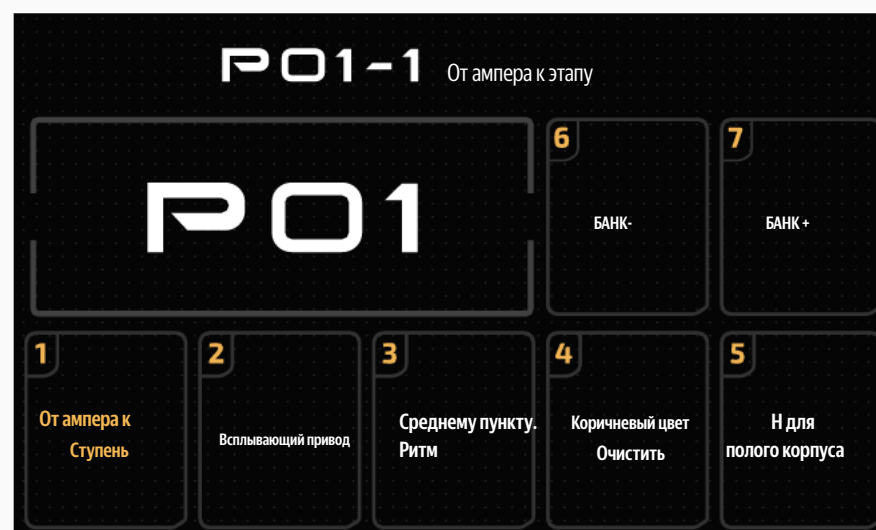 P01-1 От ампера к этапу
P01
6
БАНК-
7
БАНК +
1
От ампера к
Ступень
2
Всплывающий привод
3
Среднему пункту.
Ритм
4
Коричневый цвет
Очистить
5
Н для
полого корпуса